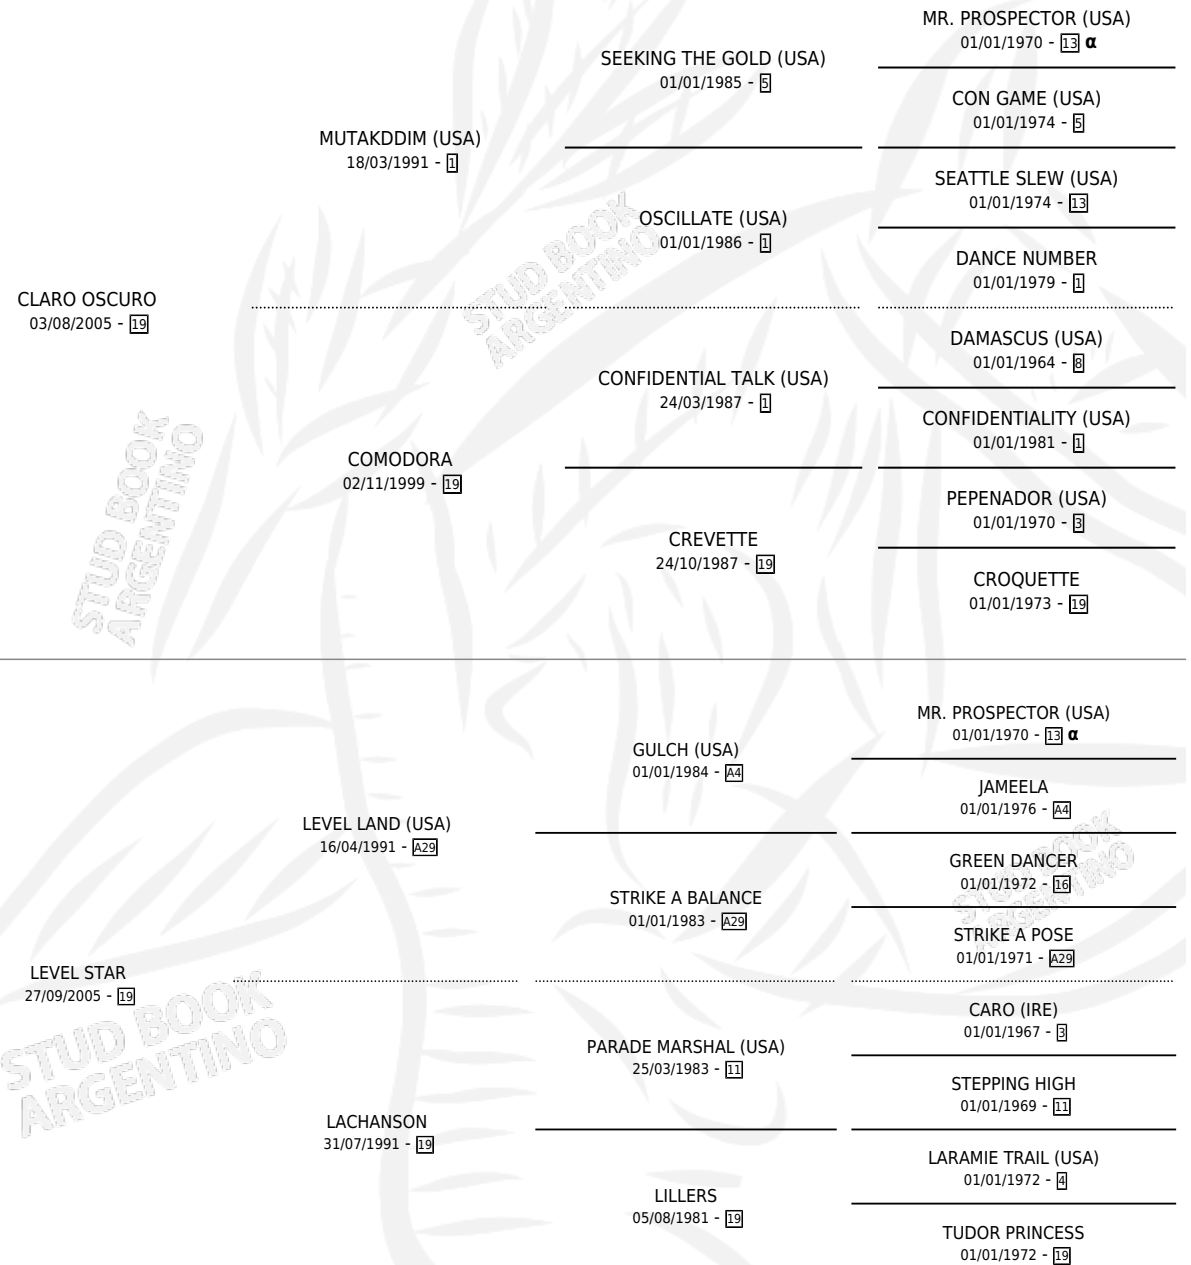 MR. PROSPECTOR (USA)
01/01/1970 - 13 α
SEEKING THE GOLD (USA)
01/01/1985 - 5
CON GAME (USA)
01/01/1974 - 5
MUTAKDDIM (USA)
18/03/1991 - 1
SEATTLE SLEW (USA)
01/01/1974 - 13
OSCILLATE (USA)
01/01/1986 - 1
DANCE NUMBER
01/01/1979 - 1
CLARO OSCURO
03/08/2005 - 19
DAMASCUS (USA)
01/01/1964 - 8
CONFIDENTIAL TALK (USA)
24/03/1987 - 1
CONFIDENTIALITY (USA)
01/01/1981 - 1
COMODORA
02/11/1999 - 19
PEPENADOR (USA)
01/01/1970 - 3
CREVETTE
24/10/1987 - 19
CROQUETTE
01/01/1973 - 19
MR. PROSPECTOR (USA)
01/01/1970 - 13 α
GULCH (USA)
01/01/1984 - A4
JAMEELA
01/01/1976 - A4
LEVEL LAND (USA)
16/04/1991 - A29
GREEN DANCER
01/01/1972 - 16
STRIKE A BALANCE
01/01/1983 - A29
STRIKE A POSE
01/01/1971 - A29
LEVEL STAR
27/09/2005 - 19
CARO (IRE)
01/01/1967 - 3
PARADE MARSHAL (USA)
25/03/1983 - 11
STEPPING HIGH
01/01/1969 - 11
LACHANSON
31/07/1991 - 19
LARAMIE TRAIL (USA)
01/01/1972 - 4
LILLERS
05/08/1981 - 19
TUDOR PRINCESS
01/01/1972 - 19
STUD BOOK
ARGENTINO
STUD BOOK
ARGENTINO
STUD BOOK
ARGENTINO
STUD BOOK
ARGENTINO